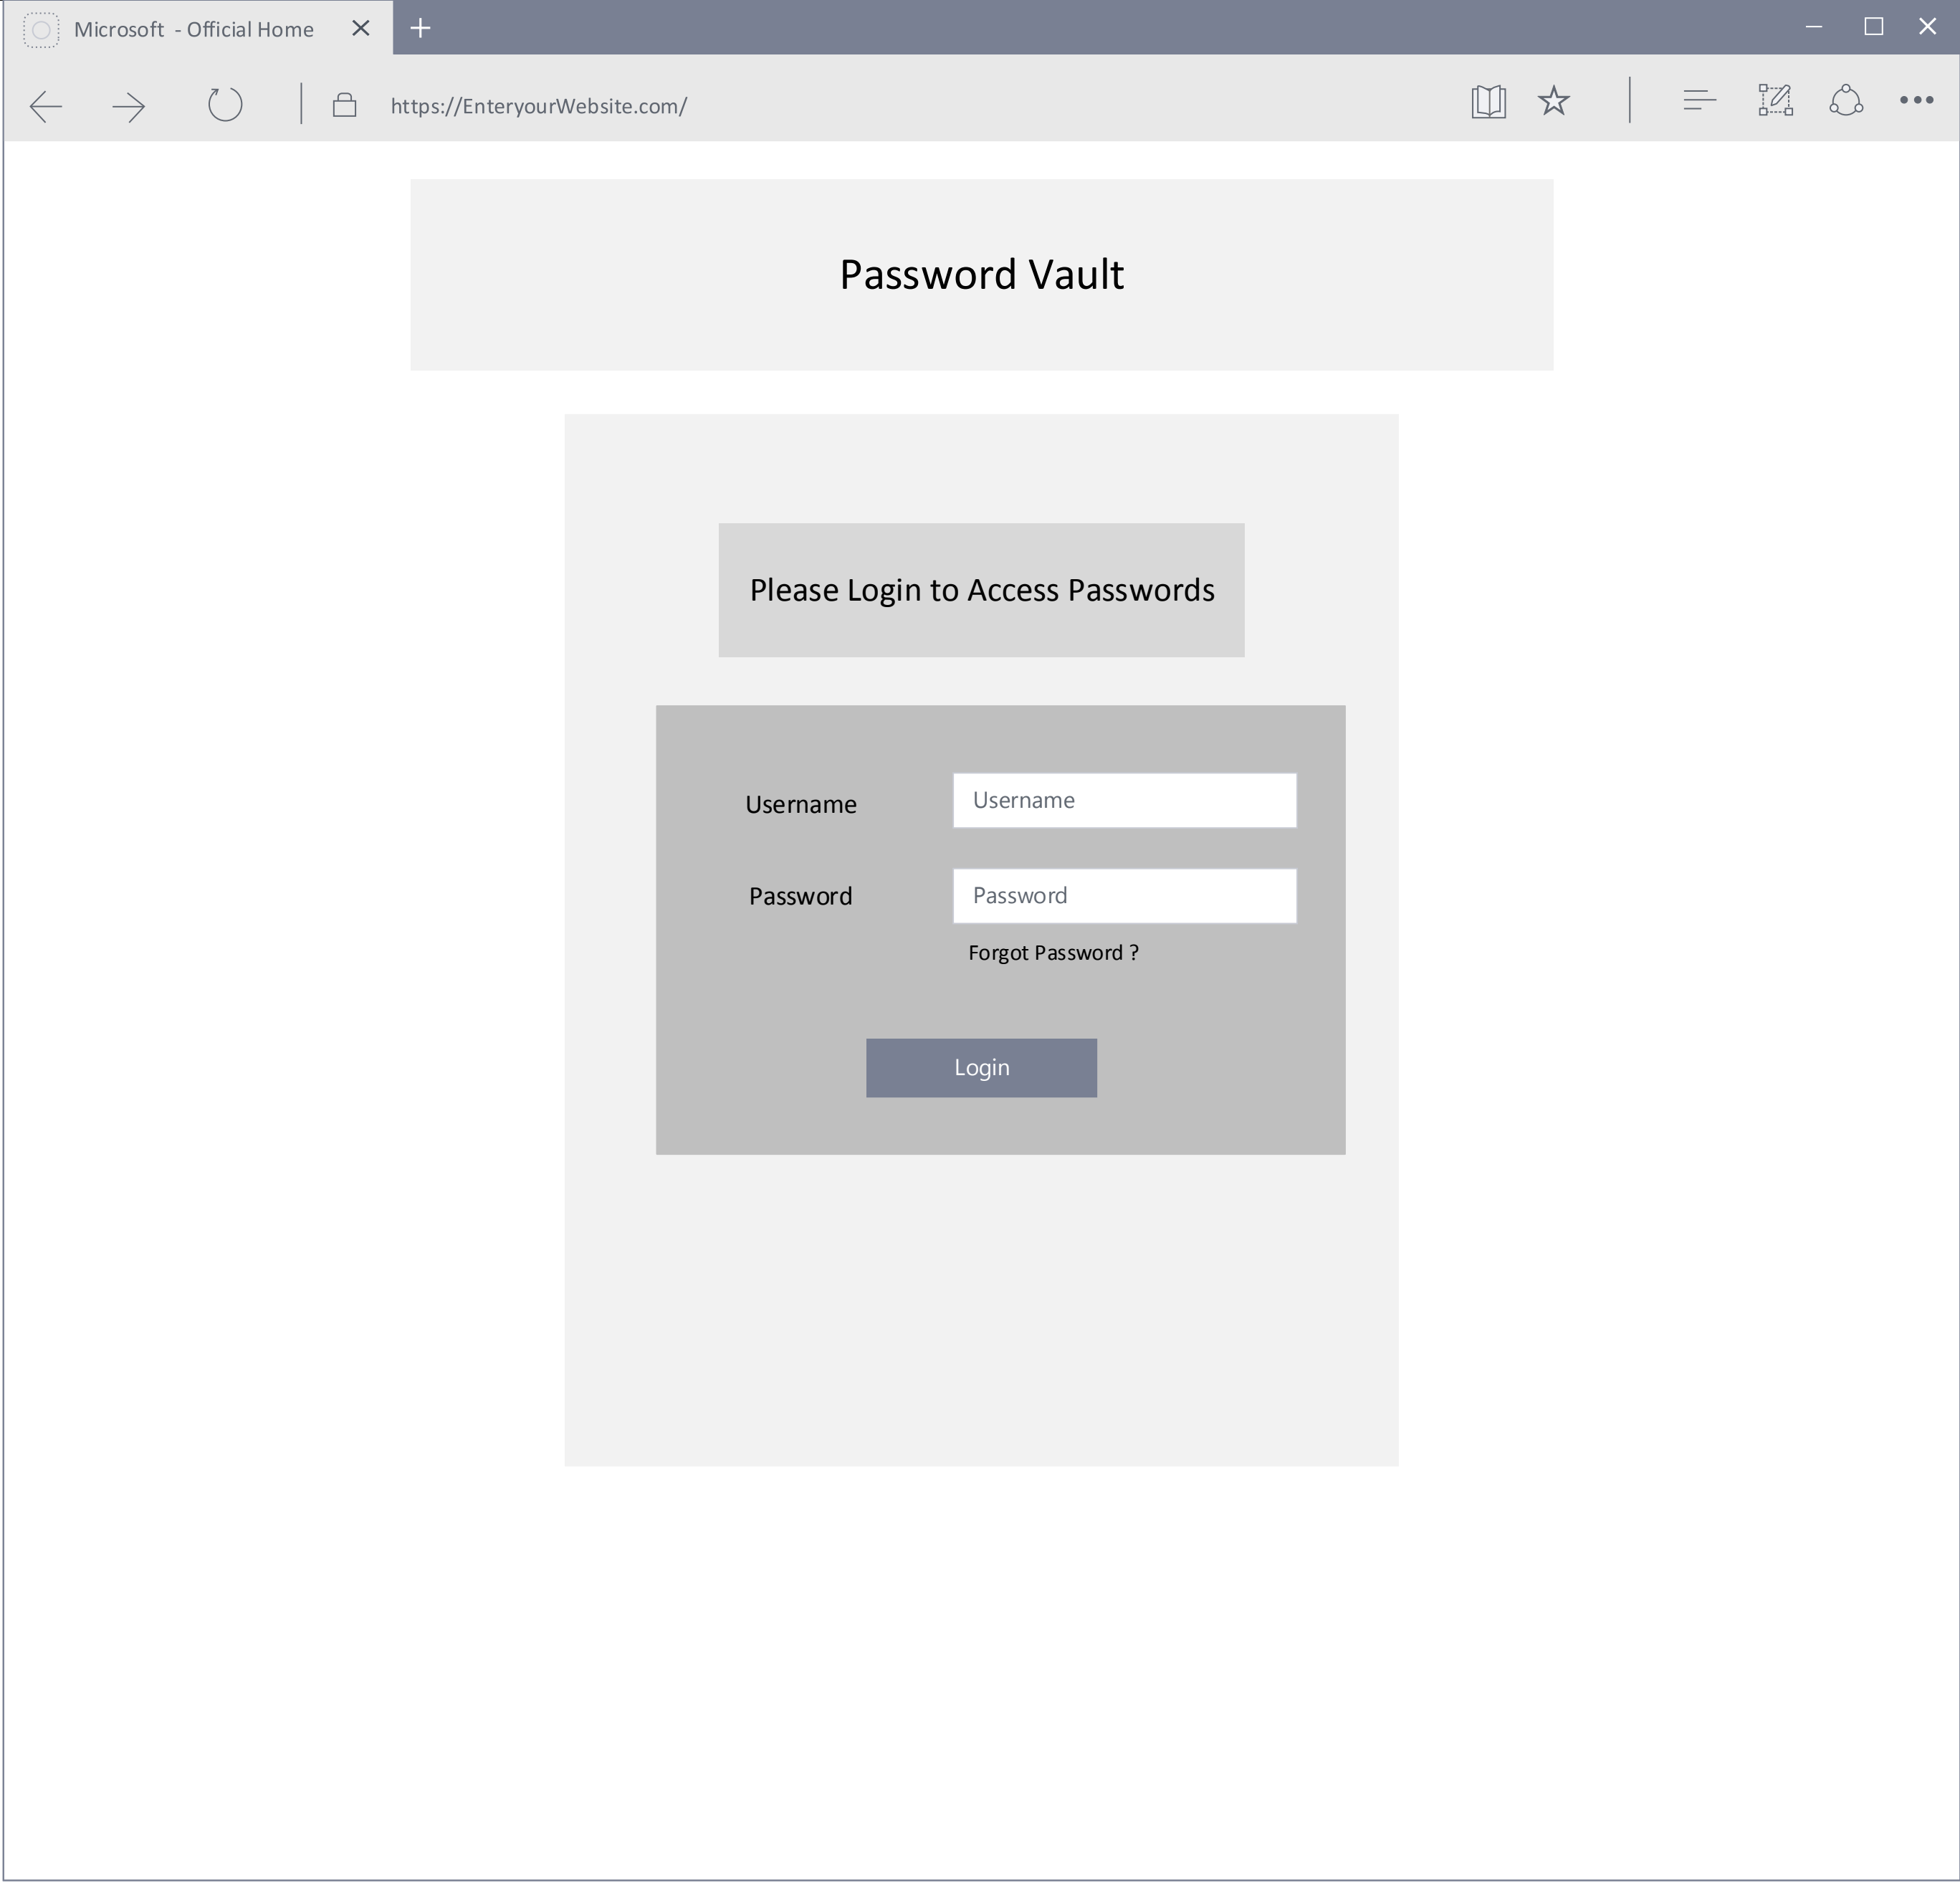 Microsoft  - Official Home
https://EnteryourWebsite.com/
Password Vault
Please Login to Access Passwords
Username
Username
Password
Password
Forgot Password ?
Login